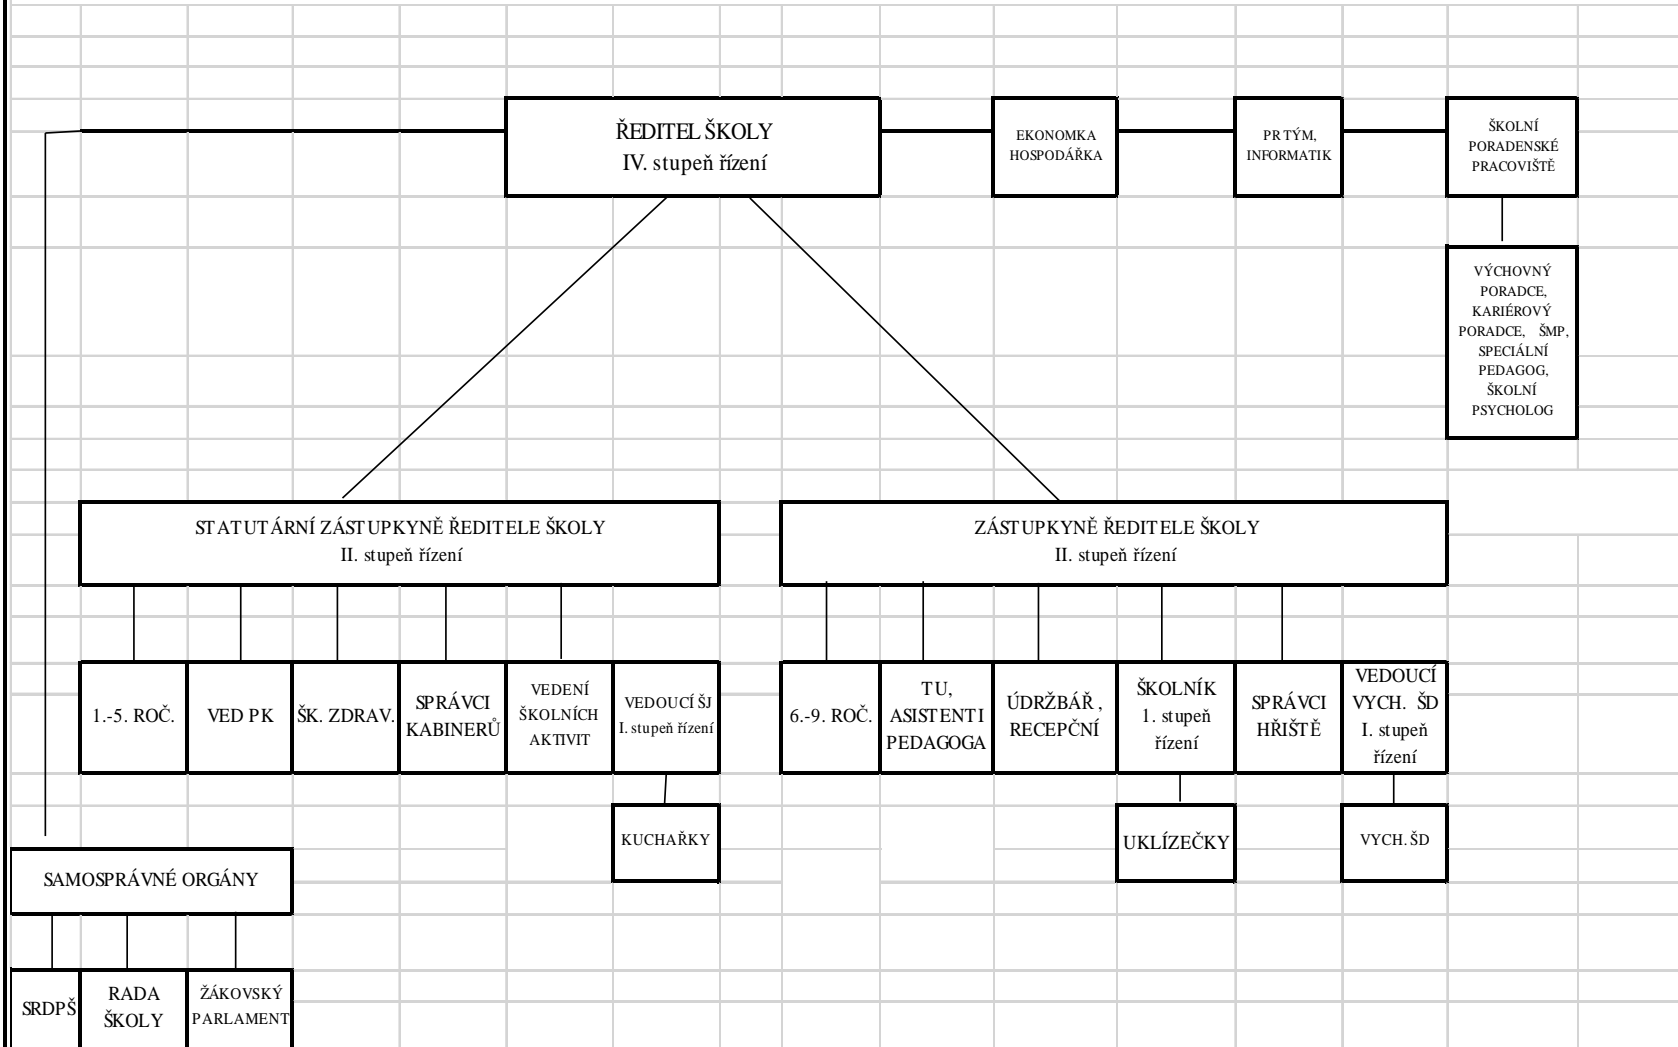 ŘEDITEL ŠKOLY
IV. stupeň řízení
EKONOMKA
HOSPODÁŘKA
PR TÝM,
INFORMATIK
ŠKOLNÍ
PORADENSKÉ
PRACOVIŠTĚ
VÝCHOVNÝ
PORADCE,
KARIÉROVÝ
PORADCE, ŠMP,
SPECIÁLNÍ
PEDAGOG,
ŠKOLNÍ
PSYCHOLOG
STATUTÁRNÍ ZÁSTUPKYNĚ ŘEDITELE ŠKOLY
II. stupeň řízení
ZÁSTUPKYNĚ ŘEDITELE ŠKOLY
II. stupeň řízení
1.-5. ROČ.
VED PK
ŠK. ZDRAV.
SPRÁVCI
KABINERŮ
VEDENÍ
ŠKOLNÍCH
AKTIVIT
VEDOUCÍ ŠJ
I. stupeň řízení
6.-9. ROČ.
TU,
ASISTENTI
PEDAGOGA
ÚDRŽBÁŘ,
RECEPČNÍ
ŠKOLNÍK
1. stupeň
řízení
SPRÁVCI
HŘIŠTĚ
VEDOUCÍ
VYCH. ŠD
I. stupeň
řízení
KUCHAŘKY
UKLÍZEČKY
VYCH. ŠD
SAMOSPRÁVNÉ ORGÁNY
SRDPŠ
RADA
ŠKOLY
ŽÁKOVSKÝ
PARLAMENT